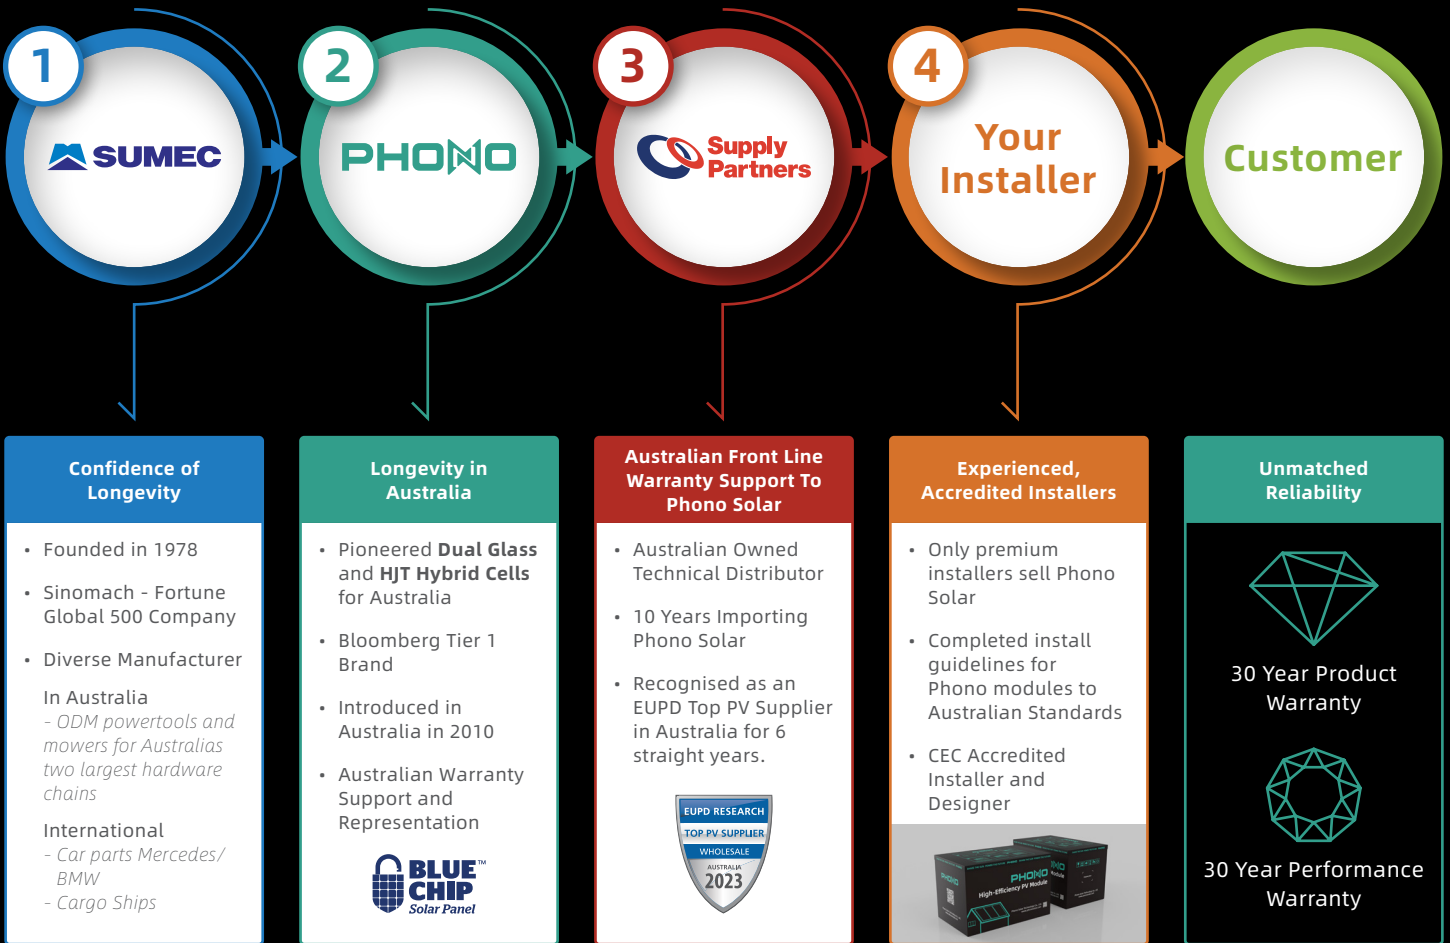 1
SUMEC
2
PHONO
3
Supply
Partners
4
Your
Installer
Customer
Confidence of
Longevity
• Founded in 1978
• Sinomach - Fortune
Global 500 Company
• Diverse Manufacturer
In Australia
- ODM powertools and
mowers for Australias
two largest hardware
chains
International
- Car parts Mercedes/
BMW
- Cargo Ships
Longevity in
Australia
• Pioneered Dual Glass
and HJT Hybrid Cells
for Australia
• Bloomberg Tier 1
Brand
• Introduced in
Australia in 2010
• Australian Warranty
Support and
Representation
BLUE™
CHIP
Solar Panel
Australian Front Line
Warranty Support To
Phono Solar
• Australian Owned
Technical Distributor
• 10 Years Importing
Phono Solar
• Recognised as an
EUPD Top PV Supplier
in Australia for 6
straight years.
EUPD RESEARCH
TOP PV SUPPLIER
WHOLESALE
AUSTRALIA
2023
Experienced,
Accredited Installers
• Only premium
installers sell Phono
Solar
• Completed install
guidelines for
Phono modules to
Australian Standards
• CEC Accredited
Installer and
Designer
PHONO
PHONO
High-Efficiency PV Module
Unmatched
Reliability
30 Year Product
Warranty
30 Year Performance
Warranty